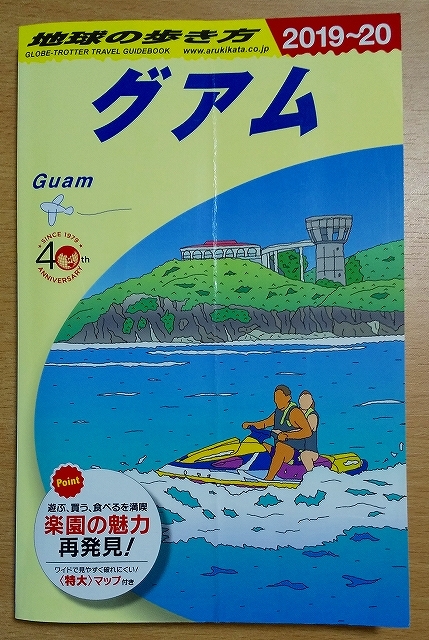 地球の歩き方
2019~20
GLOBE-TROTTER TRAVEL GUIDEBOOK
www.arukikata.co.jp
グアム
Guam
SINCE 1979
40th
ANNIVERSARY
Point
遊ぶ、買う、食べるを満喫
楽園の魅力
再発見!
ワイドで見やすく破れにくい!
〈特大〉マップ付き